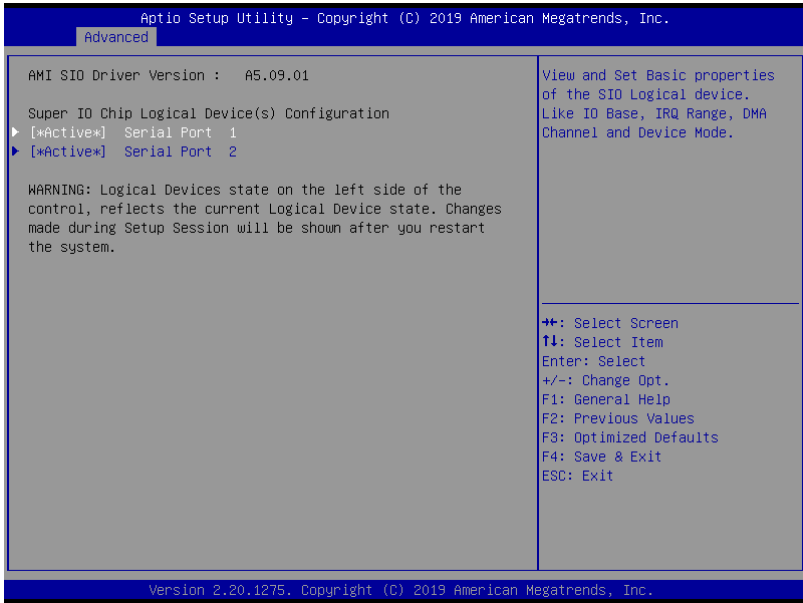 Aptio Setup Utility – Copyright (C) 2019 American Megatrends, Inc.
Advanced
AMI SIO Driver Version :   A5.09.01
Super IO Chip Logical Device(s) Configuration
[*Active*]  Serial Port  1
[*Active*]  Serial Port  2
WARNING: Logical Devices state on the left side of the
control, reflects the current Logical Device state. Changes
made during Setup Session will be shown after you restart
the system.
View and Set Basic properties
of the SIO Logical device.
Like IO Base, IRQ Range, DMA
Channel and Device Mode.
→←: Select Screen
↑↓: Select Item
Enter: Select
+/-: Change Opt.
F1: General Help
F2: Previous Values
F3: Optimized Defaults
F4: Save & Exit
ESC: Exit
Version 2.20.1275. Copyright (C) 2019 American Megatrends, Inc.